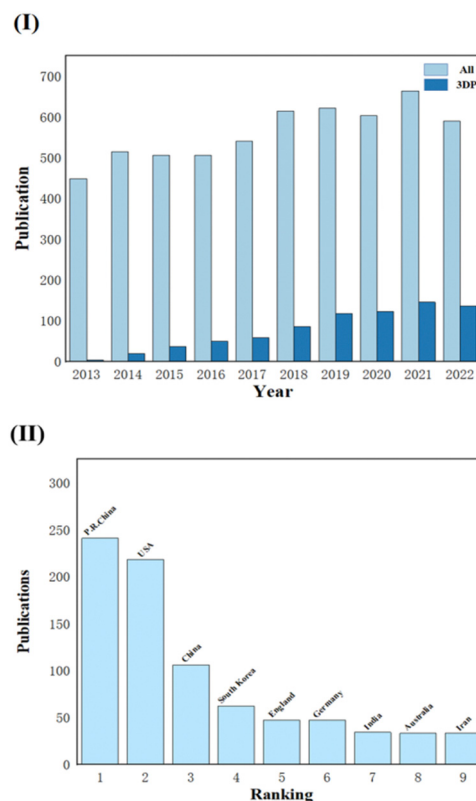 (I)
All
3DP
700
600
500
400
300
200
100
0
Publication
2013 2014 2015 2016 2017 2018 2019 2020 2021 2022
Year
(II)
300
250
200
150
100
50
0
Publications
P.R.China
USA
China
South Korea
England
Germany
India
Australia
Iran
1 2 3 4 5 6 7 8 9
Ranking